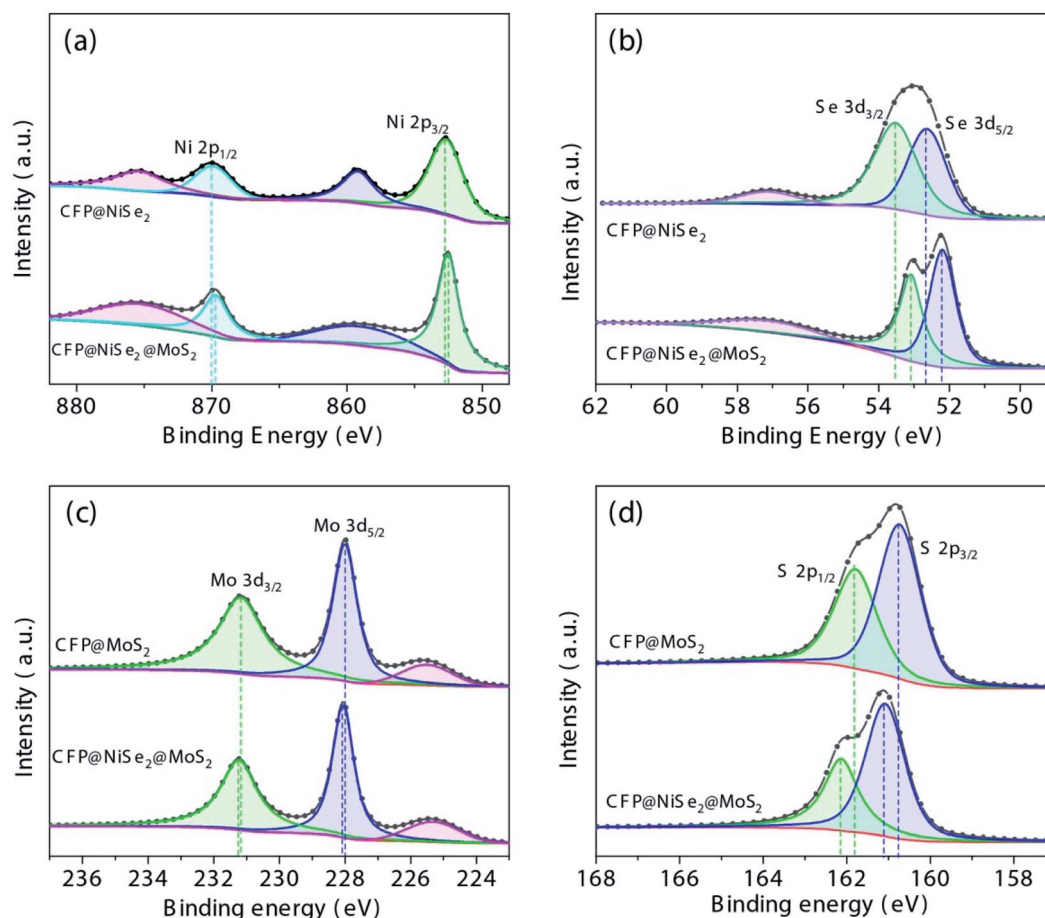 (a)
Ni 2p3/2
Ni 2p1/2
CFP@NiSe2
CFP@NiSe2@MoS2
Intensity ( a.u.)
880 870 860 850
Binding Energy (eV)
(b)
Se 3d3/2
Se 3d5/2
CFP@NiSe2
CFP@NiSe2@MoS2
Intensity ( a.u.)
62 60 58 56 54 52 50
Binding Energy (eV)
(c)
Mo 3d5/2
Mo 3d3/2
CFP@MoS2
CFP@NiSe2@MoS2
Intensity ( a.u.)
236 234 232 230 228 226 224
Binding energy (eV)
(d)
S 2p3/2
S 2p1/2
CFP@MoS2
CFP@NiSe2@MoS2
Intensity ( a.u.)
168 166 164 162 160 158
Binding energy (eV)